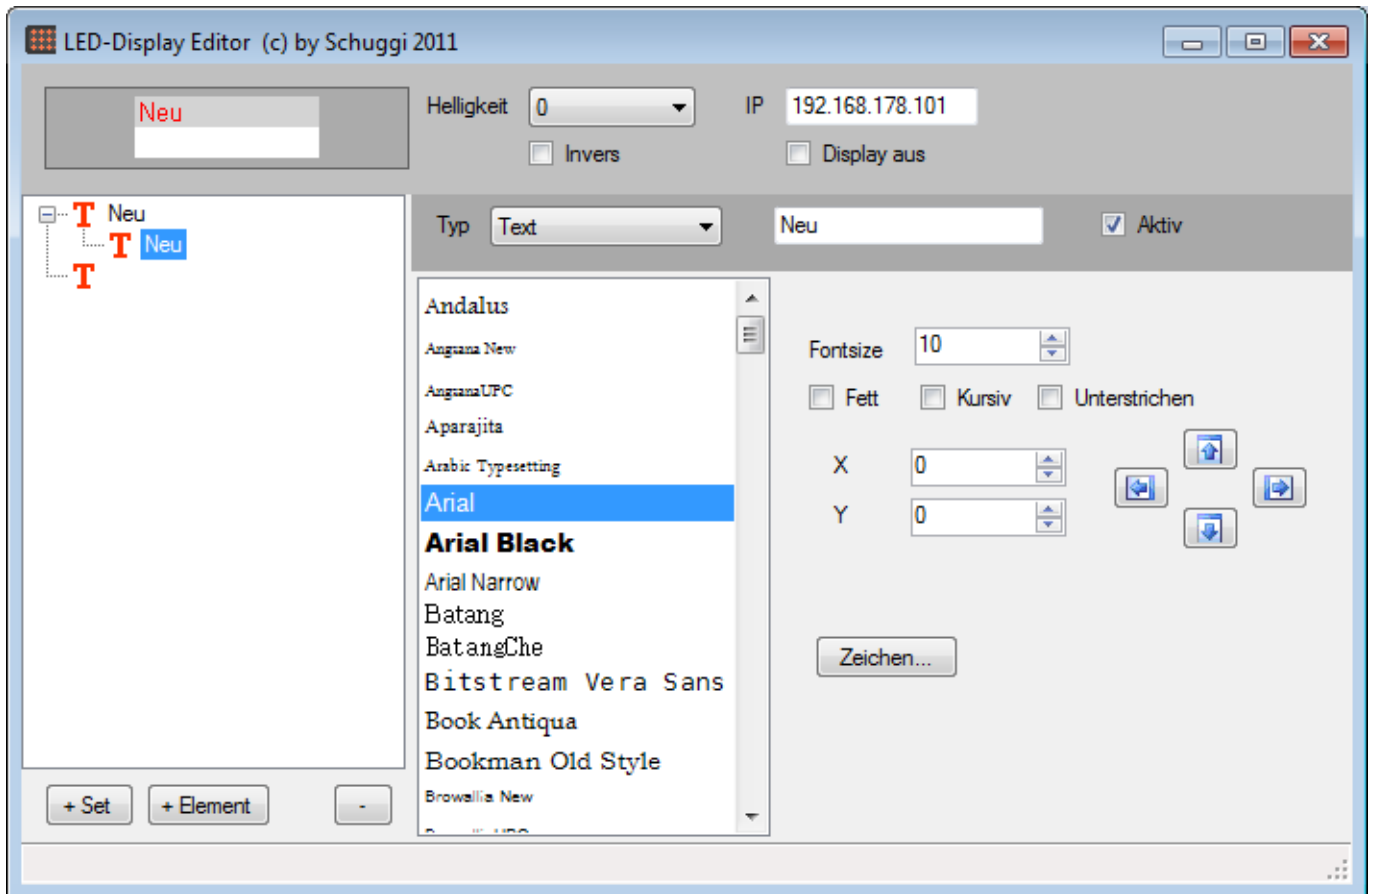 LED-Display Editor (c) by Schuggi 2011
Neu
Helligkeit 0 IP 192.168.178.101
Invers Display aus
Neu
Neu
Typ Text Neu Aktiv
Andalus
Angsana New
AngsanaUPC
Aparajita
Arabic Typesetting
Arial
Arial Black
Arial Narrow
Batang
BatangChe
Bitstream Vera Sans
Book Antiqua
Bookman Old Style
Browallia New
Fontsize 10
Fett Kursiv Unterstrichen
X 0
Y 0
Zeichen...
+ Set + Element -